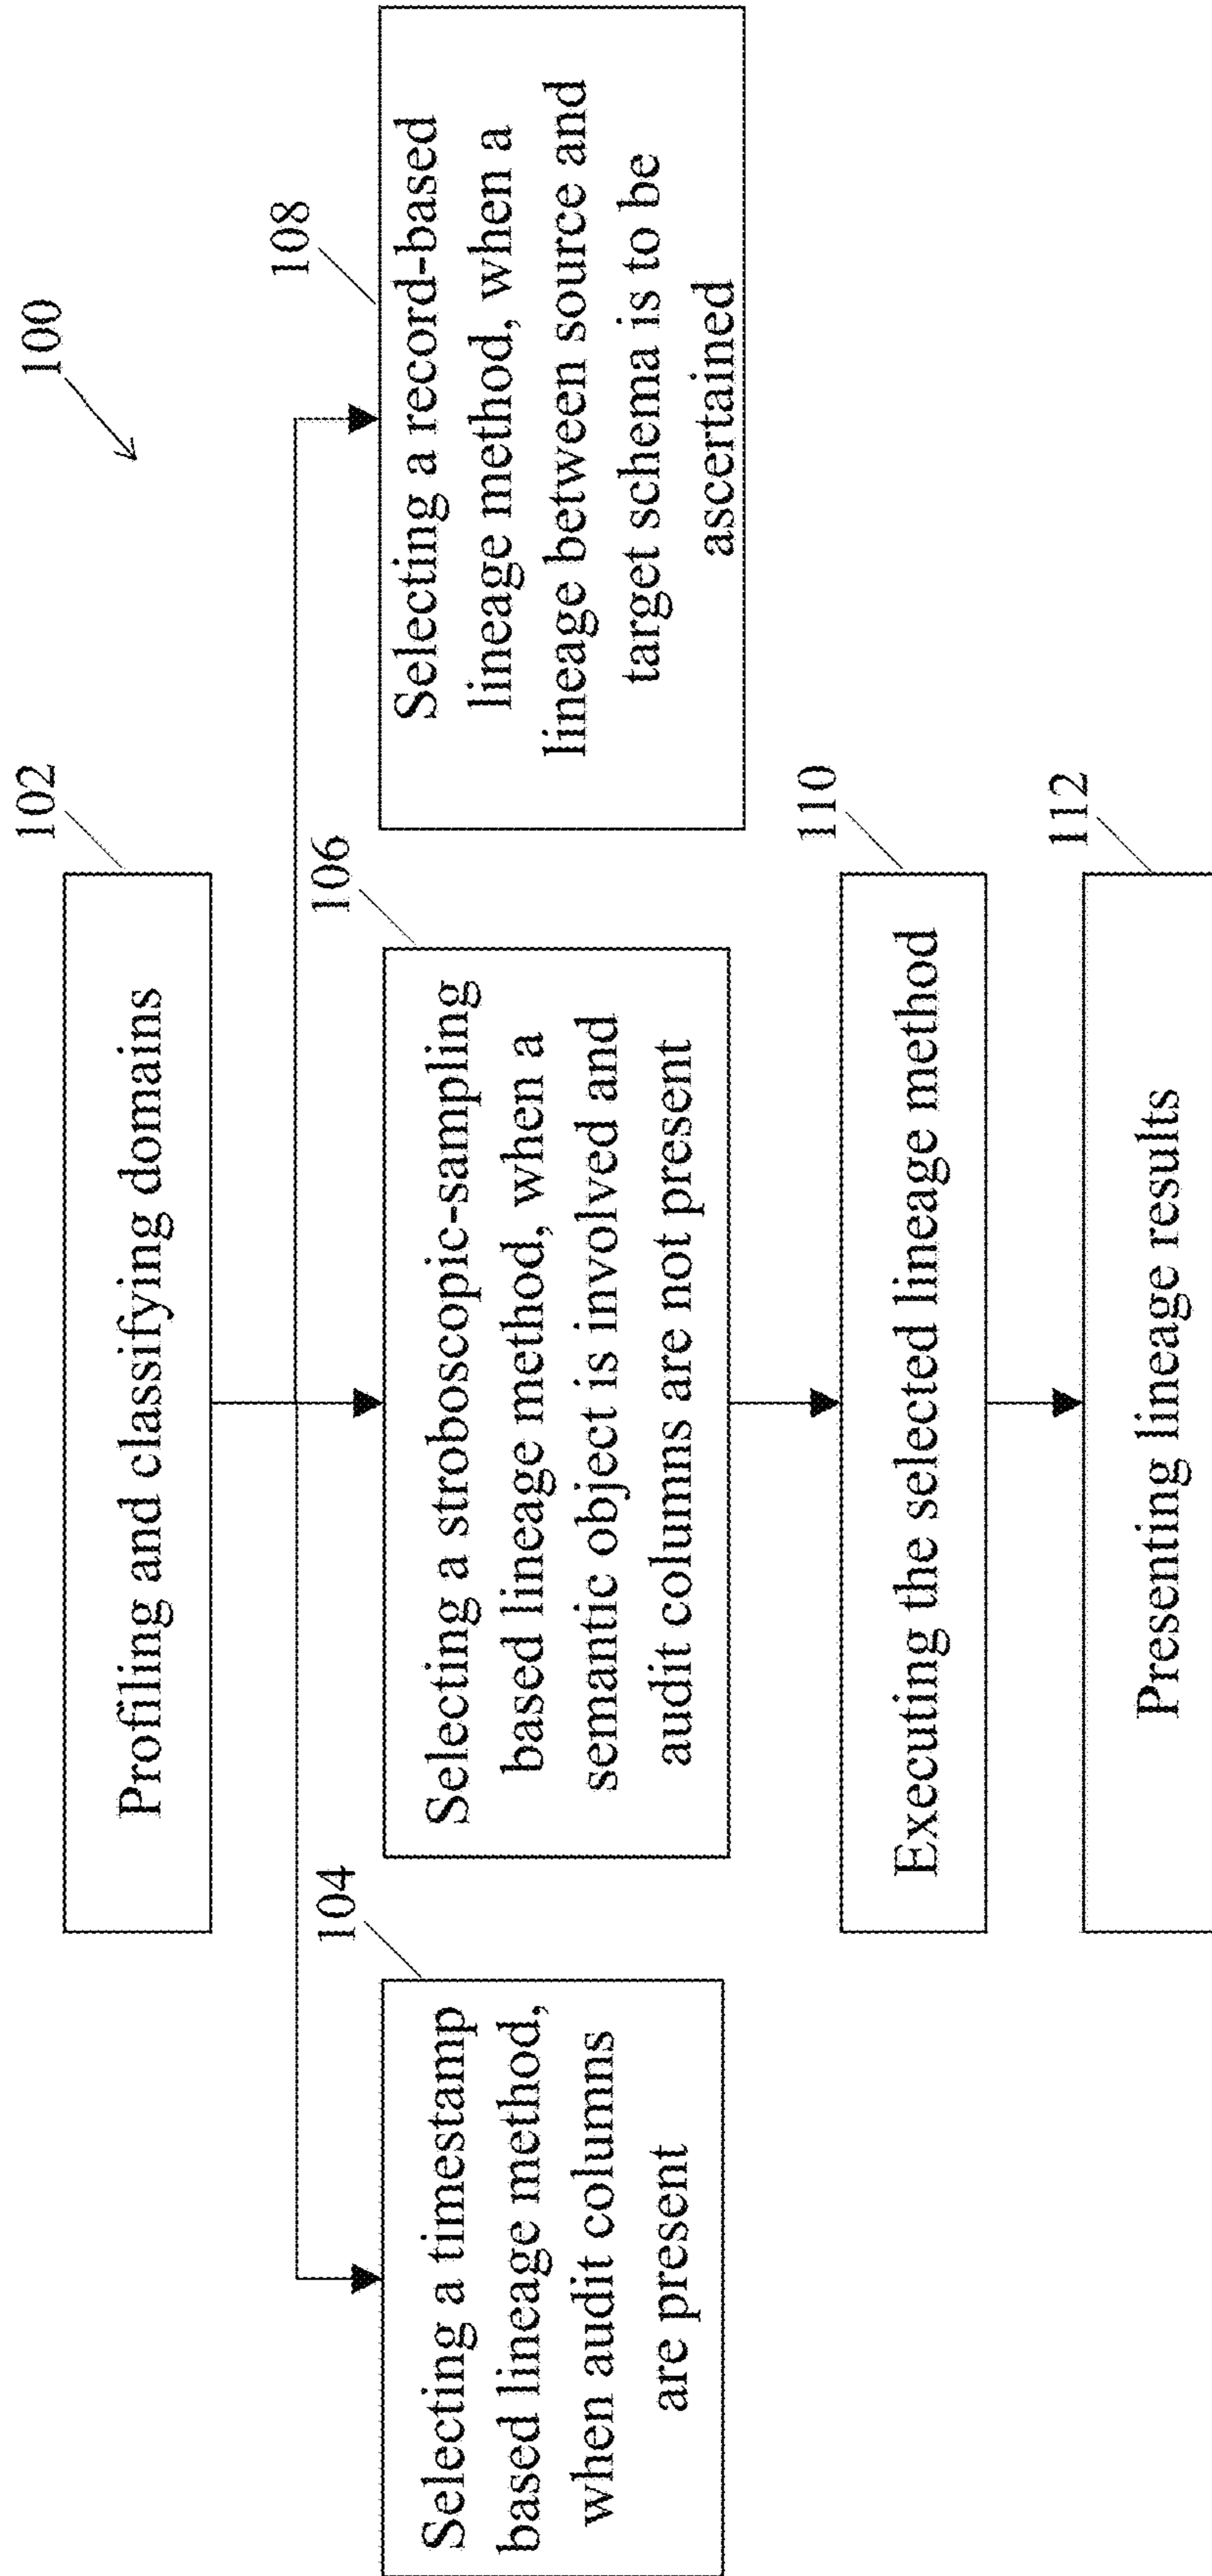 100
102
Profiling and classifying domains
104
Selecting a timestamp
based lineage method,
when audit columns
are present
106
Selecting a stroboscopic-sampling
based lineage method, when a
semantic object is involved and
audit columns are not present
108
Selecting a record-based
lineage method, when a
lineage between source and
target schema is to be
ascertained
110
Executing the selected lineage method
112
Presenting lineage results